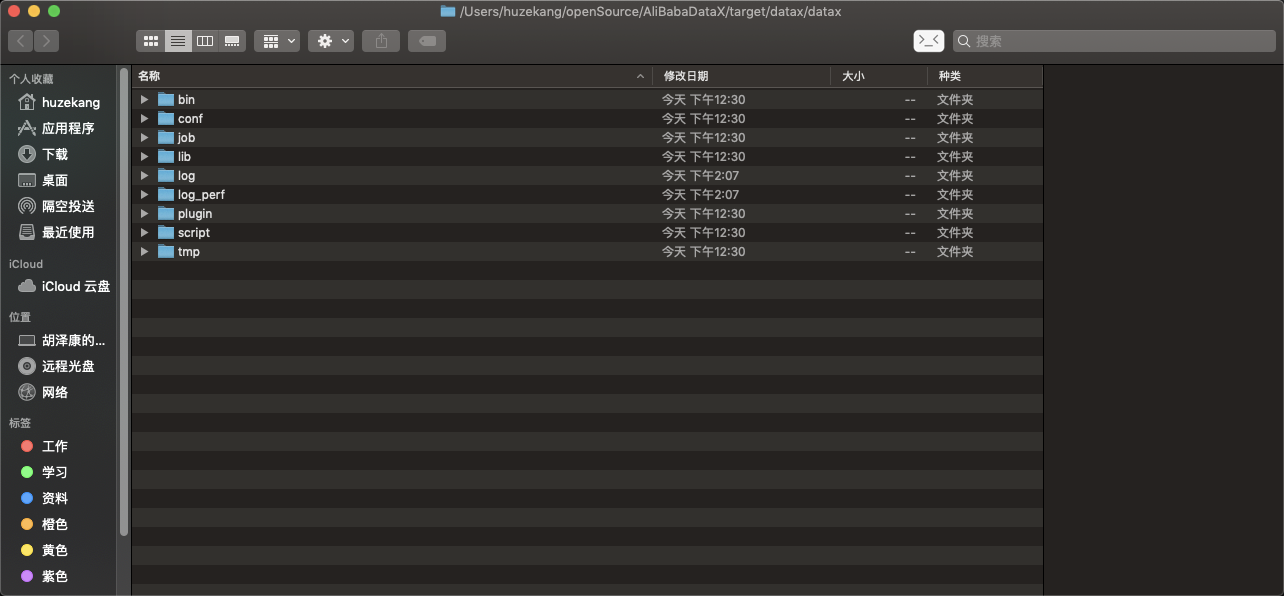 /Users/huzekang/openSource/AliBabaDataX/target/datax/datax
搜索
个人收藏
huzekang
应用程序
下载
桌面
隔空投送
最近使用
iCloud
iCloud 云盘
位置
胡泽康的...
远程光盘
网络
标签
工作
学习
资料
橙色
黄色
紫色
名称 修改日期 大小 种类
bin 今天 下午12:30 -- 文件夹
conf 今天 下午12:30 -- 文件夹
job 今天 下午12:30 -- 文件夹
lib 今天 下午12:30 -- 文件夹
log 今天 下午2:07 -- 文件夹
log_perf 今天 下午2:07 -- 文件夹
plugin 今天 下午12:30 -- 文件夹
script 今天 下午12:30 -- 文件夹
tmp 今天 下午12:30 -- 文件夹